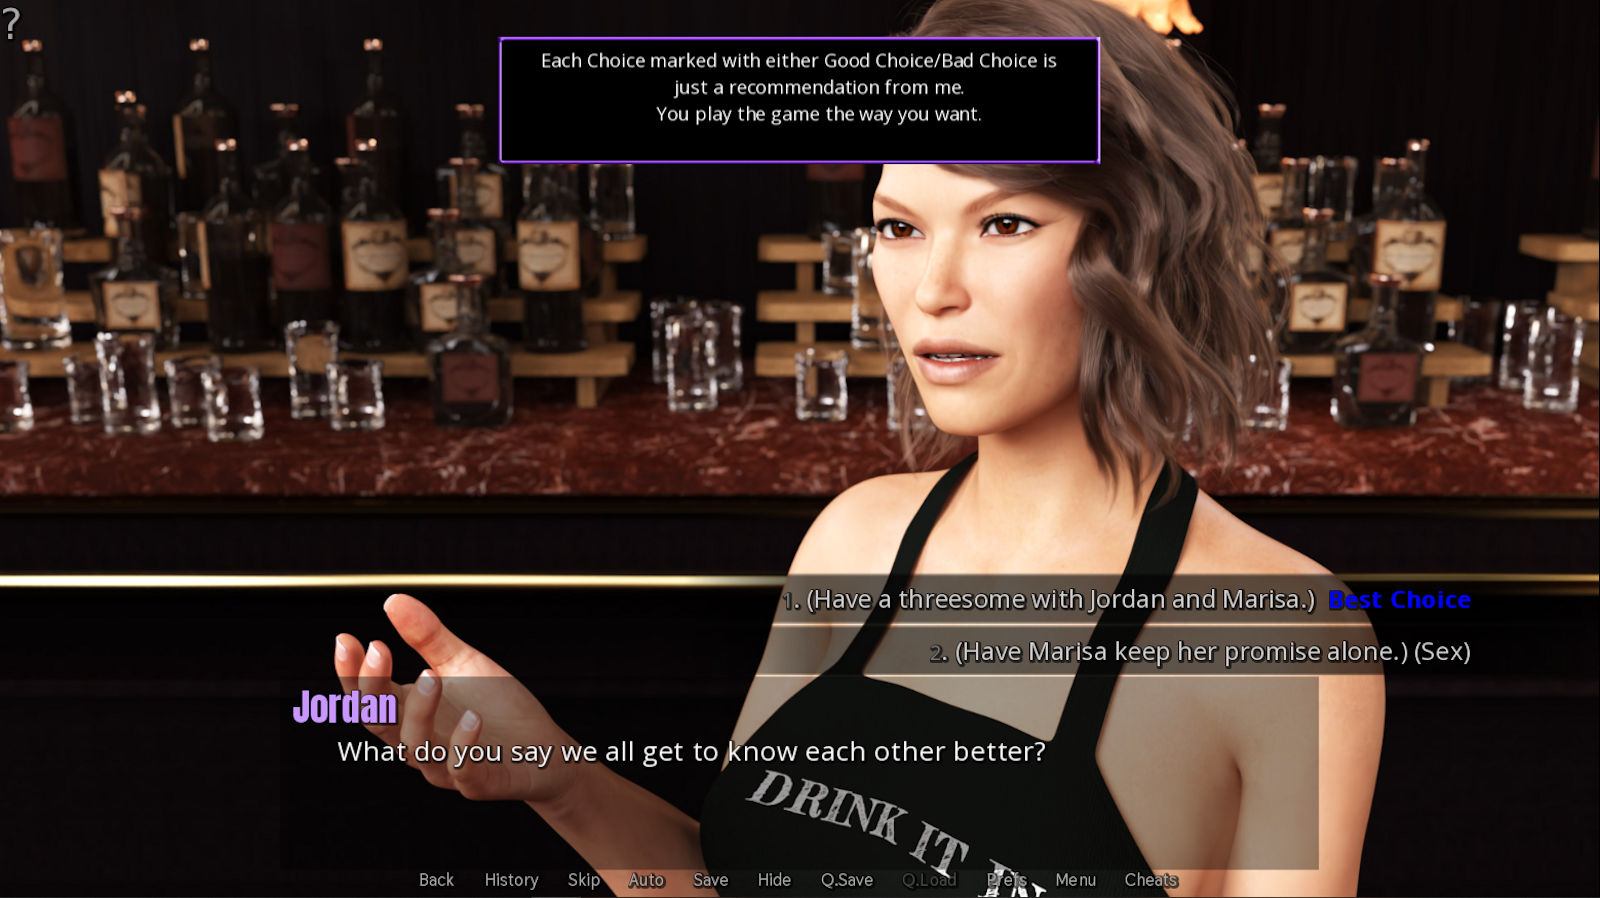 ?
Each Choice marked with either Good Choice/Bad Choice is
just a recommendation from me.
You play the game the way you want.
1. (Have a threesome with Jordan and Marisa.) Best Choice
2. (Have Marisa keep her promise alone.) (Sex)
Jordan
What do you say we all get to know each other better?
DRINK IT IN
Back History Skip Auto Save Hide Q.Save Q.Load Prefs Menu Cheats